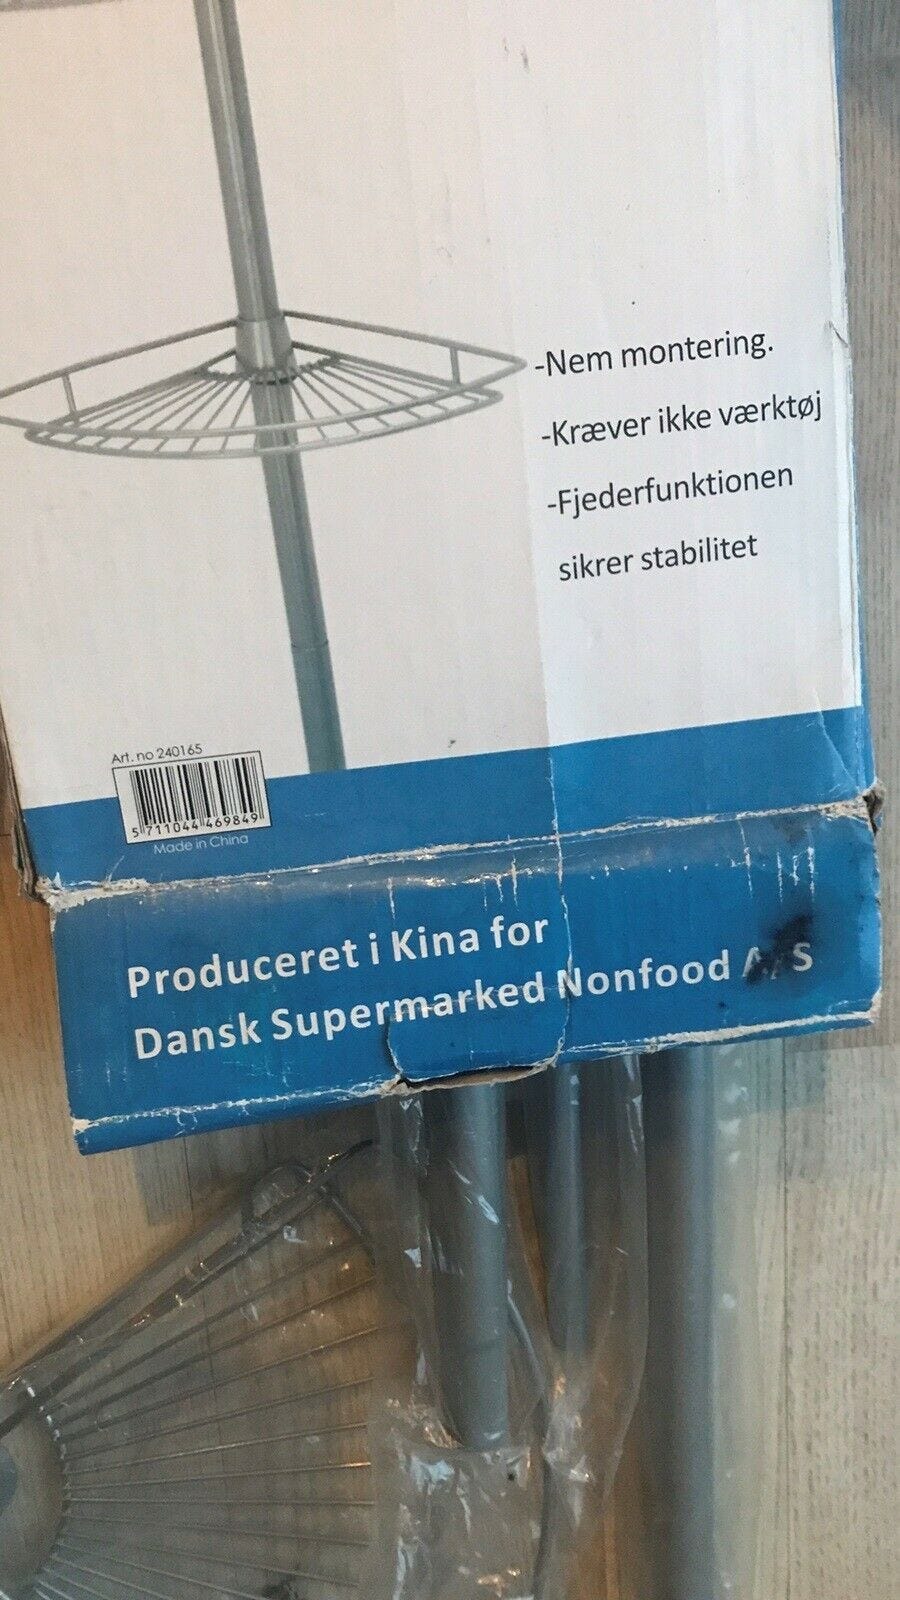 -Nem montering.
-Kræver ikke værktøj
-Fjederfunktionen
sikrer stabilitet
Art. no 240165
5 711044 469849
Made in China
Produceret i Kina for
Dansk Supermarked Nonfood A/S